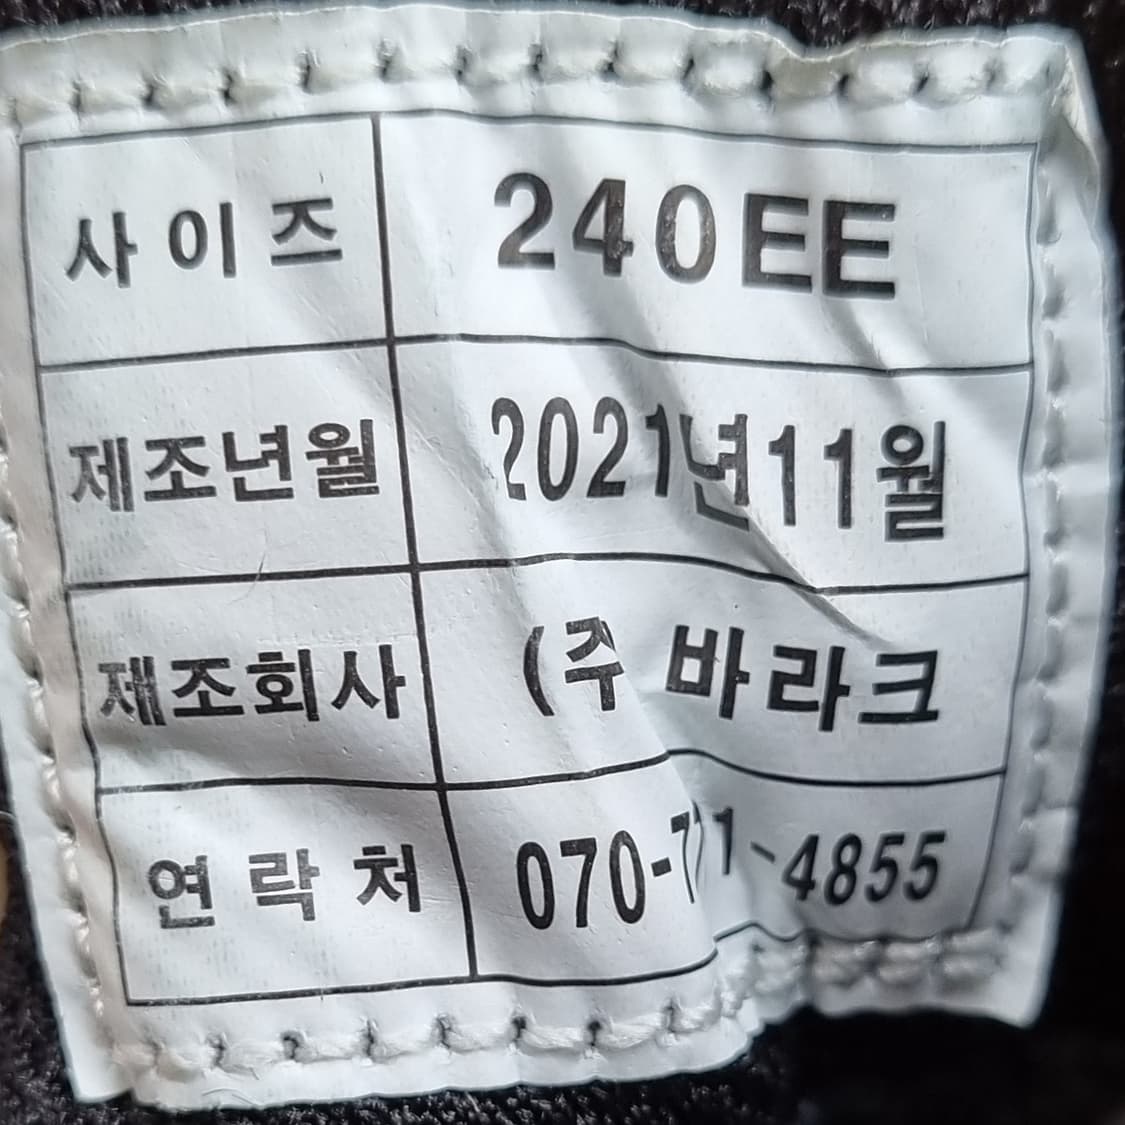 사이즈 240EE
제조년월 2021년11월
제조회사 (주 바라크
연락처